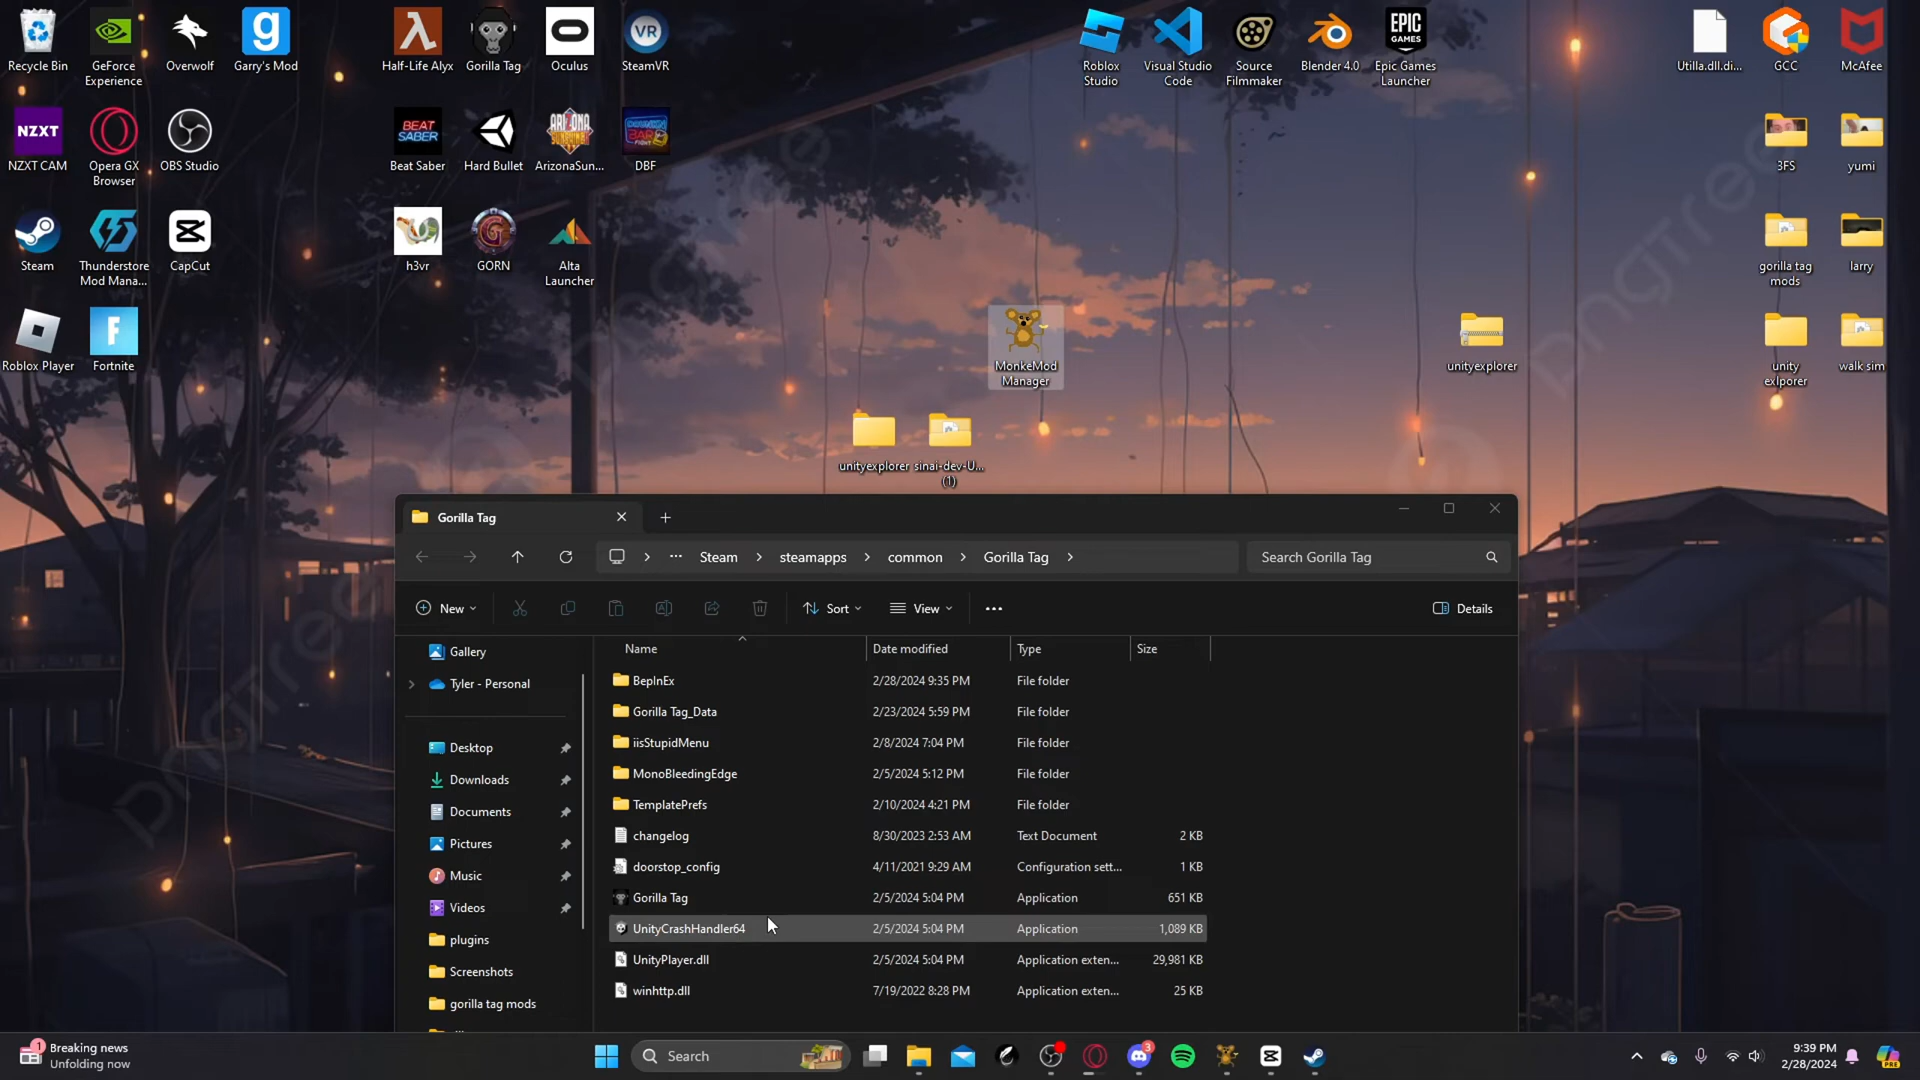 Recycle Bin
GeForce
Experience
Overwolf
Garry's Mod
Half-Life Alyx
Gorilla Tag
Oculus
SteamVR
VR
Roblox
Studio
Visual Studio
Code
Source
Filmmaker
Blender 4.0
EPIC
GAMES
Epic Games
Launcher
Utilla.dll.di...
GCC
McAfee
NZXT
NZXT CAM
Opera GX
Browser
OBS Studio
BEAT
SABER
Beat Saber
Hard Bullet
ARIZONA
SUNSHINE
ArizonaSun...
DBF
3FS
yumi
Steam
Thunderstore
Mod Mana...
CapCut
h3vr
GORN
Alta
Launcher
gorilla tag
mods
larry
Roblox Player
Fortnite
MonkeMod
Manager
unityexplorer
unity
exlporer
walk sim
unityexplorer
sinai-dev-U...
(1)
pngtree
Gorilla Tag
Steam
steamapps
common
Gorilla Tag
Search Gorilla Tag
New
Sort
View
Details
Gallery
Tyler - Personal
Desktop
Downloads
Documents
Pictures
Music
Videos
plugins
Screenshots
gorilla tag mods
Name Date modified Type Size
BepInEx 2/28/2024 9:35 PM File folder
Gorilla Tag_Data 2/23/2024 5:59 PM File folder
iisStupidMenu 2/8/2024 7:04 PM File folder
MonoBleedingEdge 2/5/2024 5:12 PM File folder
TemplatePrefs 2/10/2024 4:21 PM File folder
changelog 8/30/2023 2:53 AM Text Document 2 KB
doorstop_config 4/11/2021 9:29 AM Configuration sett... 1 KB
Gorilla Tag 2/5/2024 5:04 PM Application 651 KB
UnityCrashHandler64 2/5/2024 5:04 PM Application 1,089 KB
UnityPlayer.dll 2/5/2024 5:04 PM Application exten... 29,981 KB
winhttp.dll 7/19/2022 8:28 PM Application exten... 25 KB
1
Breaking news
Unfolding now
Search
3
9:39 PM
2/28/2024
PRE